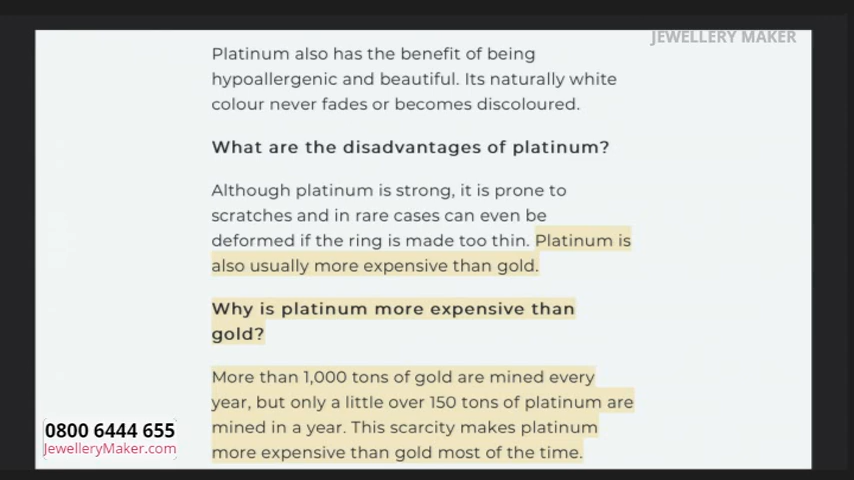 JEWELLERY MAKER
Platinum also has the benefit of being
hypoallergenic and beautiful. Its naturally white
colour never fades or becomes discoloured.
What are the disadvantages of platinum?
Although platinum is strong, it is prone to
scratches and in rare cases can even be
deformed if the ring is made too thin. Platinum is
also usually more expensive than gold.
Why is platinum more expensive than
gold?
More than 1,000 tons of gold are mined every
year, but only a little over 150 tons of platinum are
mined in a year. This scarcity makes platinum
more expensive than gold most of the time.
0800 6444 655
JewelleryMaker.com